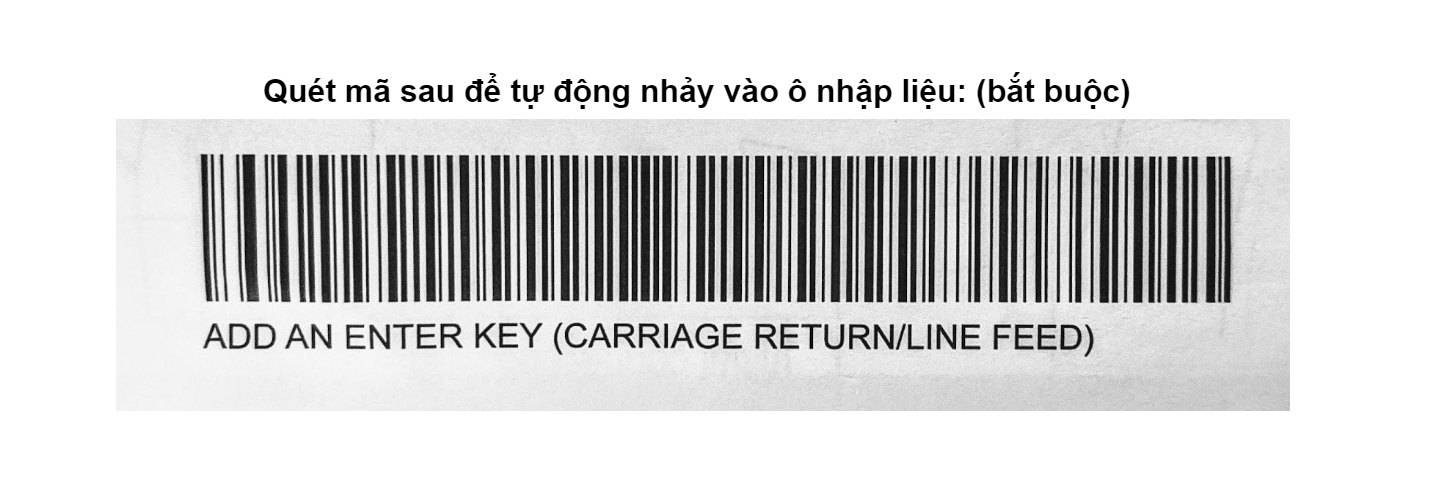 Quét mã sau để tự động nhảy vào ô nhập liệu: (bắt buộc)
ADD AN ENTER KEY (CARRIAGE RETURN/LINE FEED)